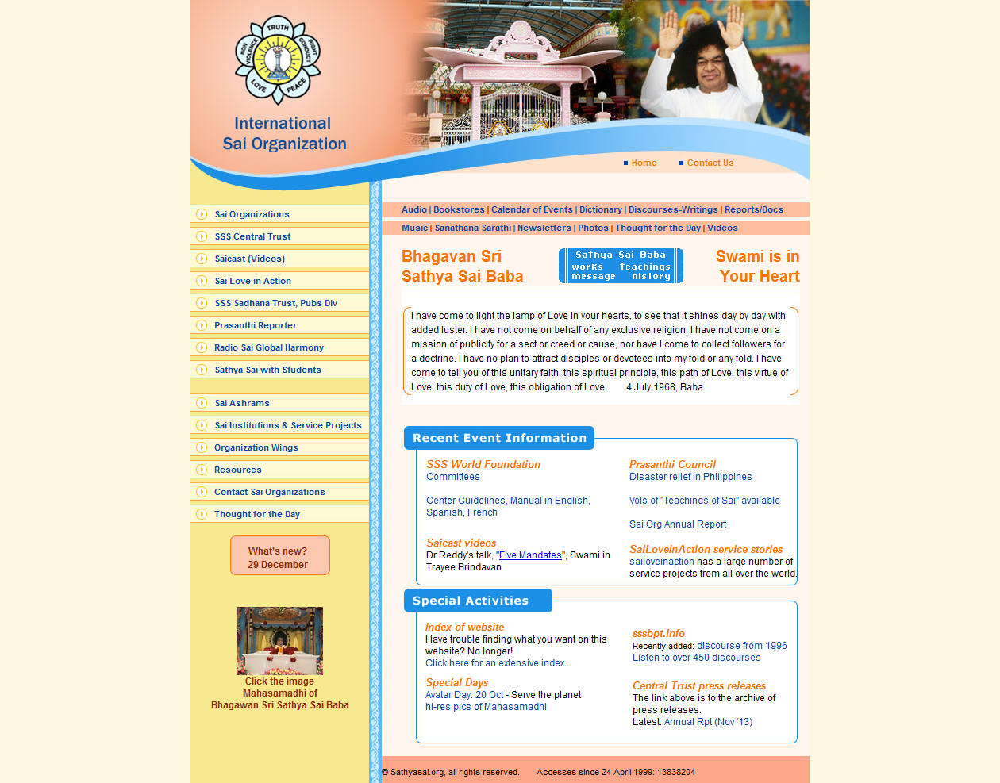 TRUTH
RIGHT CONDUCT
PEACE
LOVE
NON VIOLENCE
International
Sai Organization
Home
Contact Us
Sai Organizations
SSS Central Trust
Saicast (Videos)
Sai Love in Action
SSS Sadhana Trust, Pubs Div
Prasanthi Reporter
Radio Sai Global Harmony
Sathya Sai with Students
Sai Ashrams
Sai Institutions & Service Projects
Organization Wings
Resources
Contact Sai Organizations
Thought for the Day
What's new?
29 December
Click the image
Mahasamadhi of
Bhagawan Sri Sathya Sai Baba
Audio | Bookstores | Calendar of Events | Dictionary | Discourses-Writings | Reports/Docs
Music | Sanathana Sarathi | Newsletters | Photos | Thought for the Day | Videos
Bhagavan Sri
Sathya Sai Baba
Sathya Sai Baba
works teachings
message history
Swami is in
Your Heart
I have come to light the lamp of Love in your hearts, to see that it shines day by day with
added luster. I have not come on behalf of any exclusive religion. I have not come on a
mission of publicity for a sect or creed or cause, nor have I come to collect followers for
a doctrine. I have no plan to attract disciples or devotees into my fold or any fold. I have
come to tell you of this unitary faith, this spiritual principle, this path of Love, this virtue of
Love, this duty of Love, this obligation of Love. 4 July 1968, Baba
Recent Event Information
SSS World Foundation
Committees
Center Guidelines, Manual in English,
Spanish, French
Saicast videos
Dr Reddy's talk, "Five Mandates", Swami in
Trayee Brindavan
Prasanthi Council
Disaster relief in Philippines
Vols of "Teachings of Sai" available
Sai Org Annual Report
SaiLoveInAction service stories
sailoveinaction has a large number of
service projects from all over the world.
Special Activities
Index of website
Have trouble finding what you want on this
website? No longer!
Click here for an extensive index.
Special Days
Avatar Day: 20 Oct - Serve the planet
hi-res pics of Mahasamadhi
sssbpt.info
Recently added: discourse from 1996
Listen to over 450 discourses
Central Trust press releases
The link above is to the archive of
press releases.
Latest: Annual Rpt (Nov '13)
© Sathyasai.org, all rights reserved. Accesses since 24 April 1999: 13838204